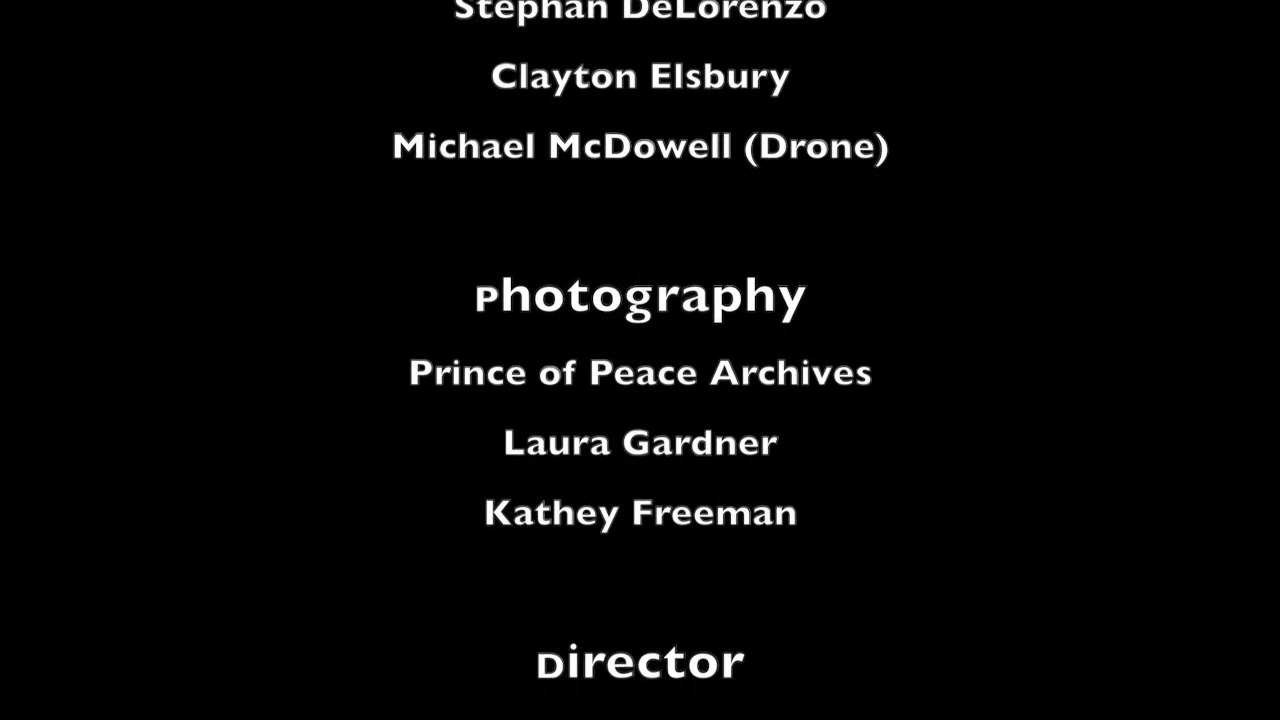 Stephan DeLorenzo
Clayton Elsbury
Michael McDowell (Drone)
Photography
Prince of Peace Archives
Laura Gardner
Kathey Freeman
Director